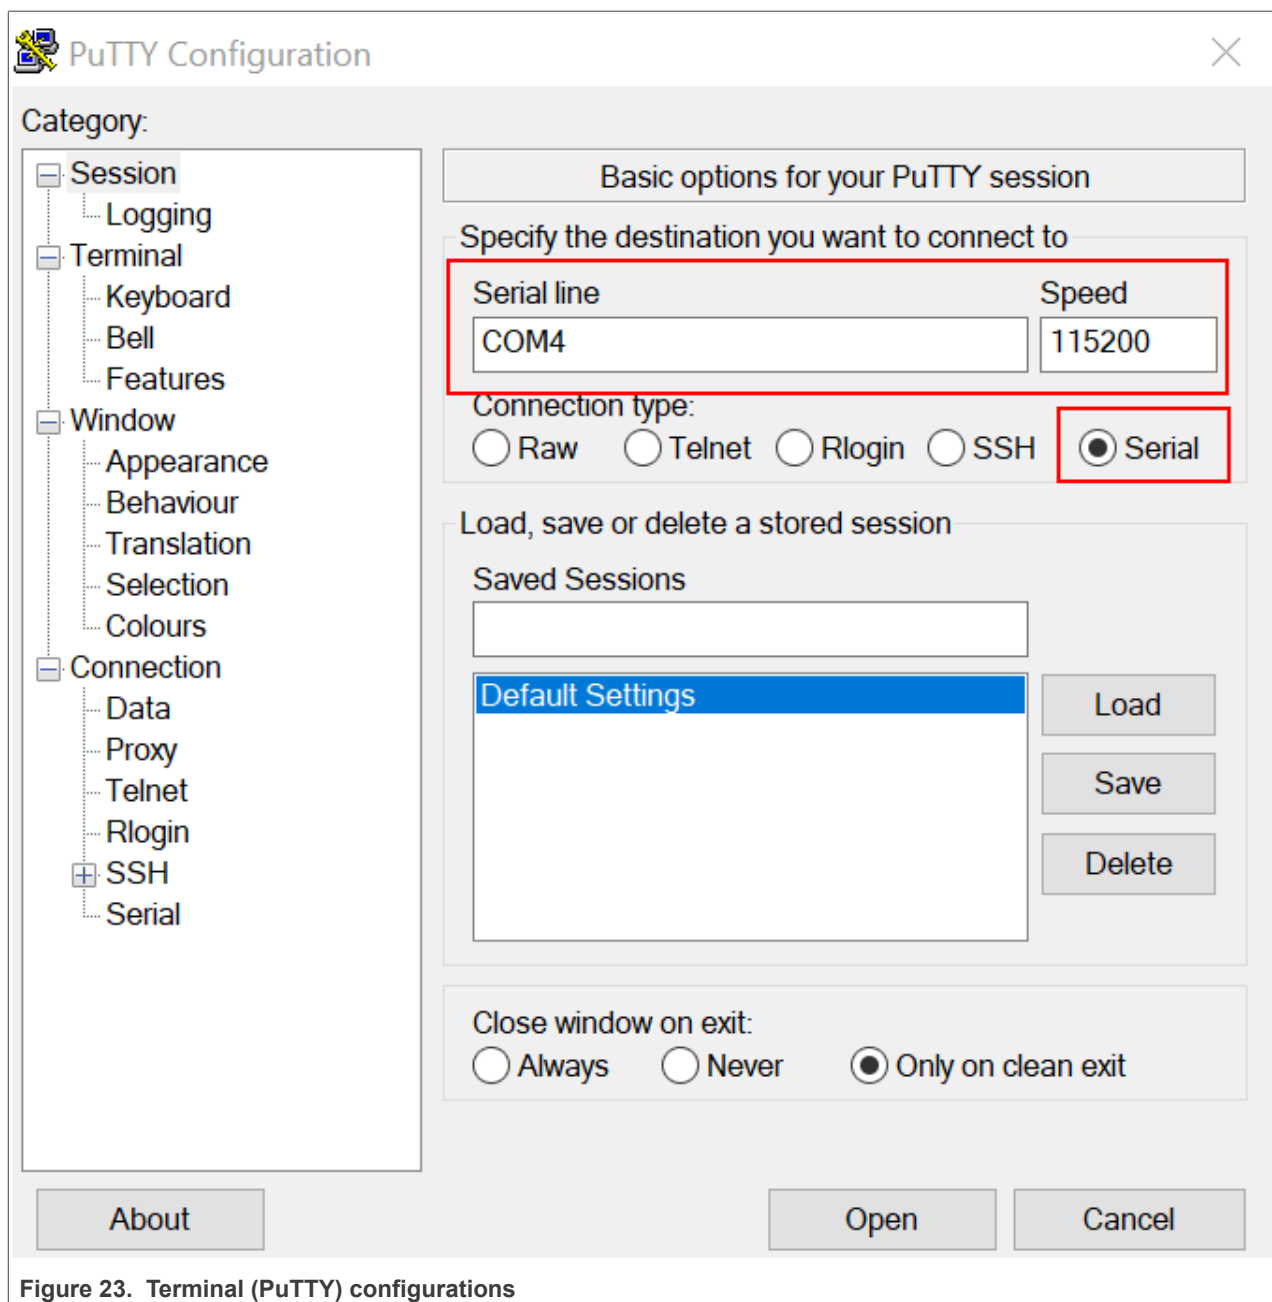 PuTTY Configuration
Category:
Session
Logging
Terminal
Keyboard
Bell
Features
Window
Appearance
Behaviour
Translation
Selection
Colours
Connection
Data
Proxy
Telnet
Rlogin
SSH
Serial
Basic options for your PuTTY session
Specify the destination you want to connect to
Serial line Speed
COM4 115200
Connection type:
Raw Telnet Rlogin SSH Serial
Load, save or delete a stored session
Saved Sessions
Default Settings
Load
Save
Delete
Close window on exit:
Always Never Only on clean exit
About Open Cancel
Figure 23. Terminal (PuTTY) configurations